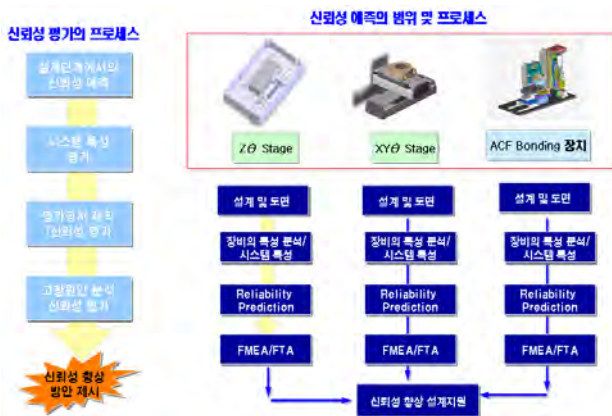 신뢰성 평가의 프로세스
신뢰성 예측의 범위 및 프로세스
설계단계에서의
신뢰성 예측
시스템 특성
평가
신뢰성 평가
고장원인 분석
신뢰성 평가
신뢰성 향상
방안 제시
Zθ Stage
XYθ Stage
ACF Bonding 장치
설계 및 도면
설계 및 도면
설계 및 도면
장비의 특성 분석/
시스템 특성
장비의 특성 분석/
시스템 특성
장비의 특성 분석/
시스템 특성
Reliability
Prediction
Reliability
Prediction
Reliability
Prediction
FMEA/FTA
FMEA/FTA
FMEA/FTA
신뢰성 향상 설계지원